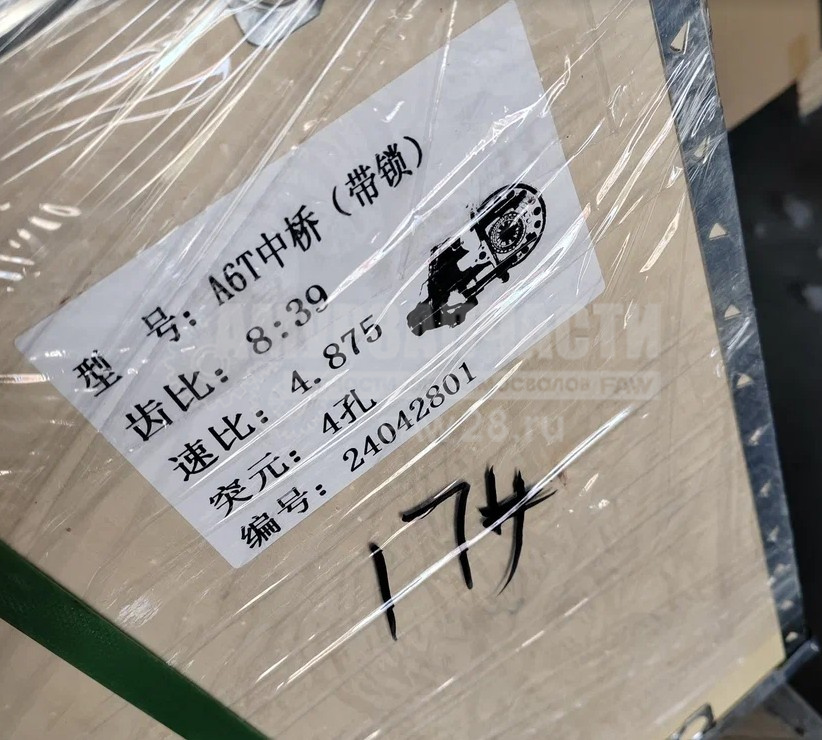 型 号: A6T中桥（带锁）
齿比: 8:39
速比: 4.875
突元: 4孔
编号: 24042801
17#